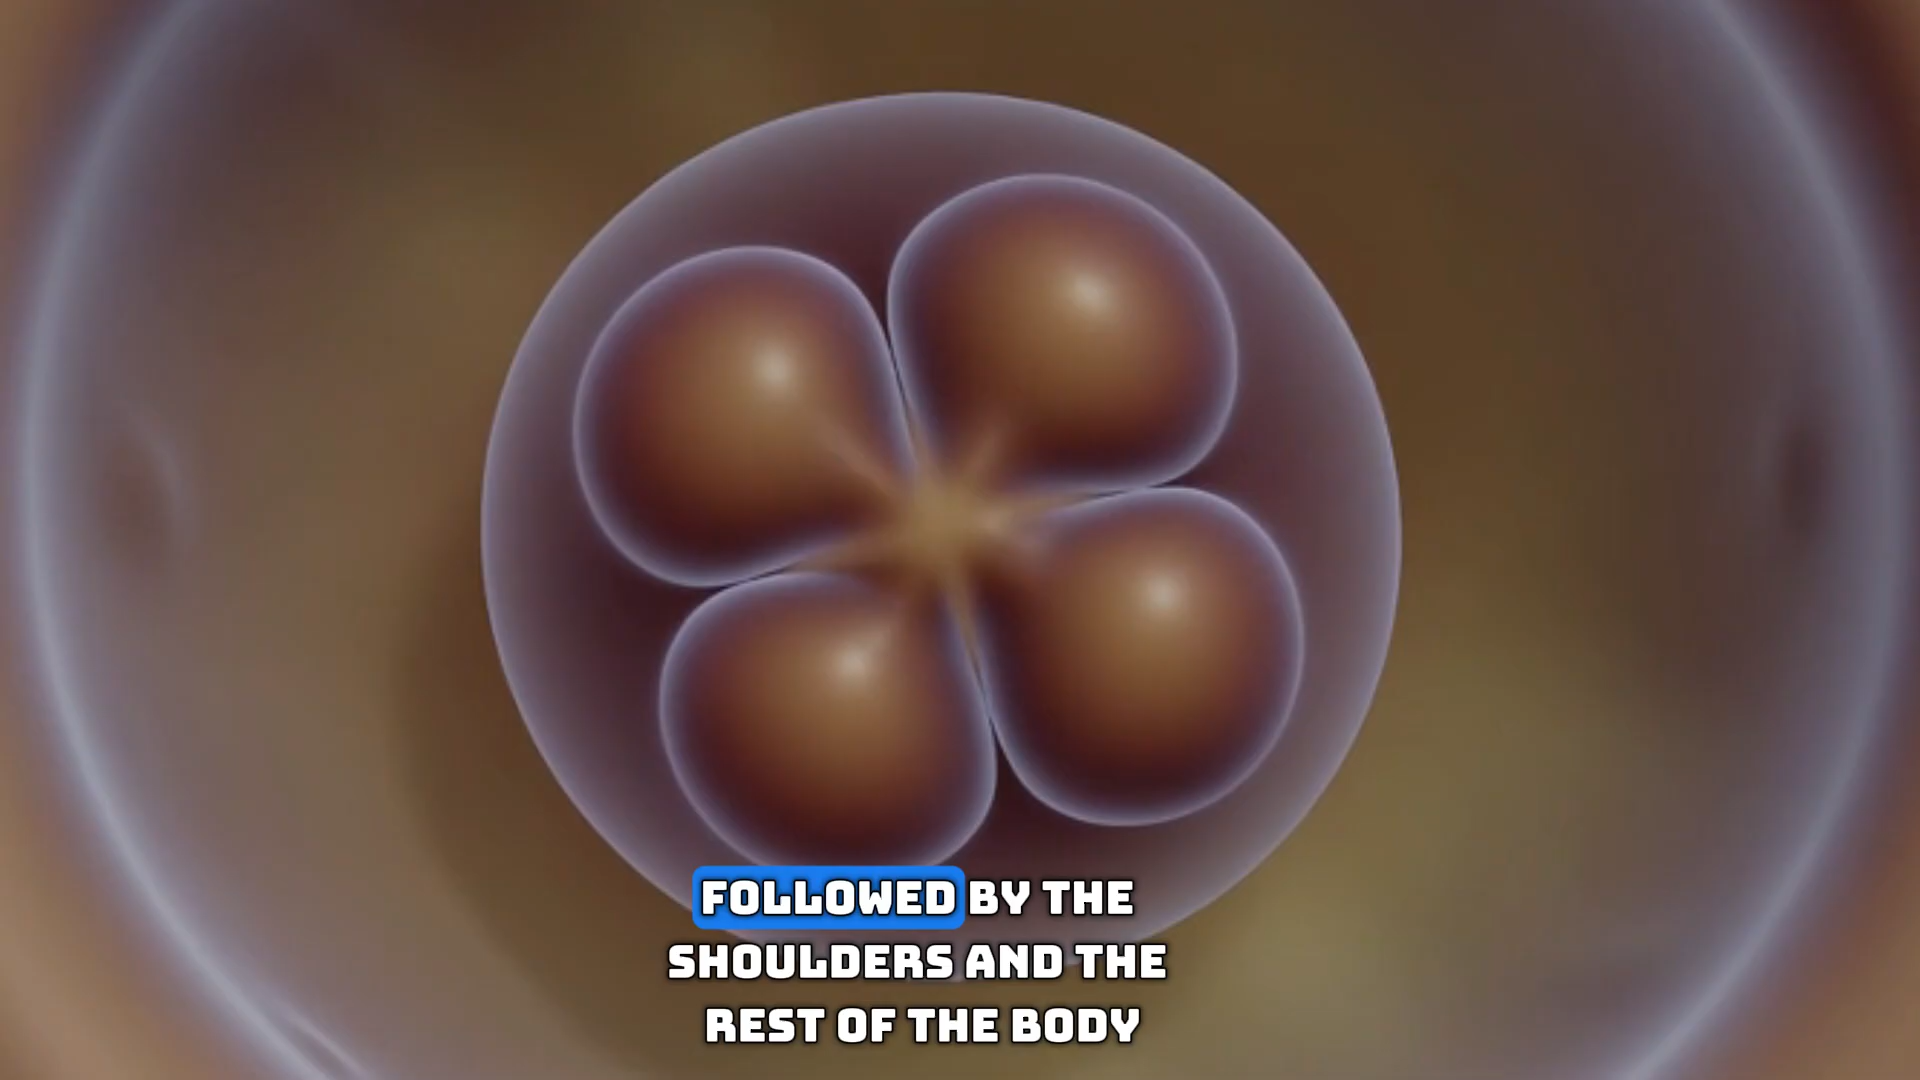 FOLLOWED BY THE
SHOULDERS AND THE
REST OF THE BODY